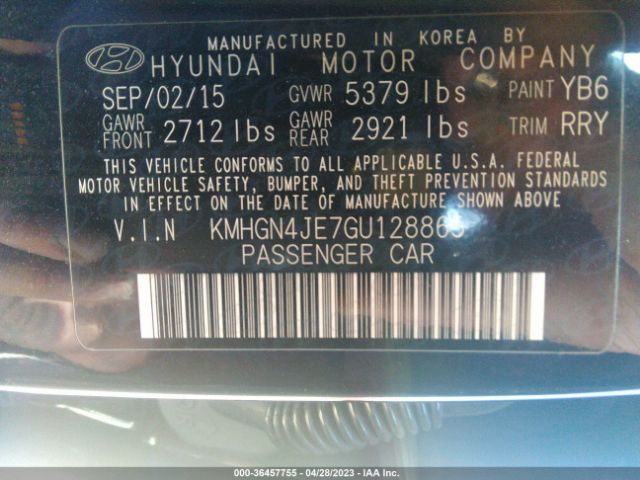 MANUFACTURED IN KOREA BY
HYUNDAI MOTOR COMPANY
SEP/02/15 GVWR 5379 lbs PAINT YB6
GAWR FRONT 2712 lbs GAWR REAR 2921 lbs TRIM RRY
THIS VEHICLE CONFORMS TO ALL APPLICABLE U.S.A. FEDERAL
MOTOR VEHICLE SAFETY, BUMPER, AND THEFT PREVENTION STANDARDS
IN EFFECT ON THE DATE OF MANUFACTURE SHOWN ABOVE
V.I.N KMHGN4JE7GU128865
PASSENGER CAR
000-36457755 - 04/28/2023 - IAA Inc.